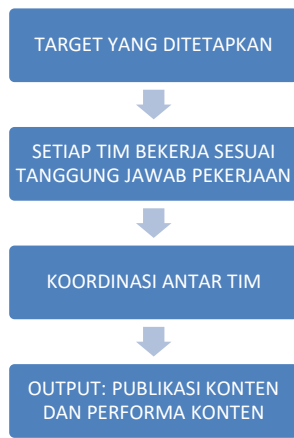 TARGET YANG DITETAPKAN
SETIAP TIM BEKERJA SESUAI
TANGGUNG JAWAB PEKERJAAN
KOORDINASI ANTAR TIM
OUTPUT: PUBLIKASI KONTEN
DAN PERFORMA KONTEN